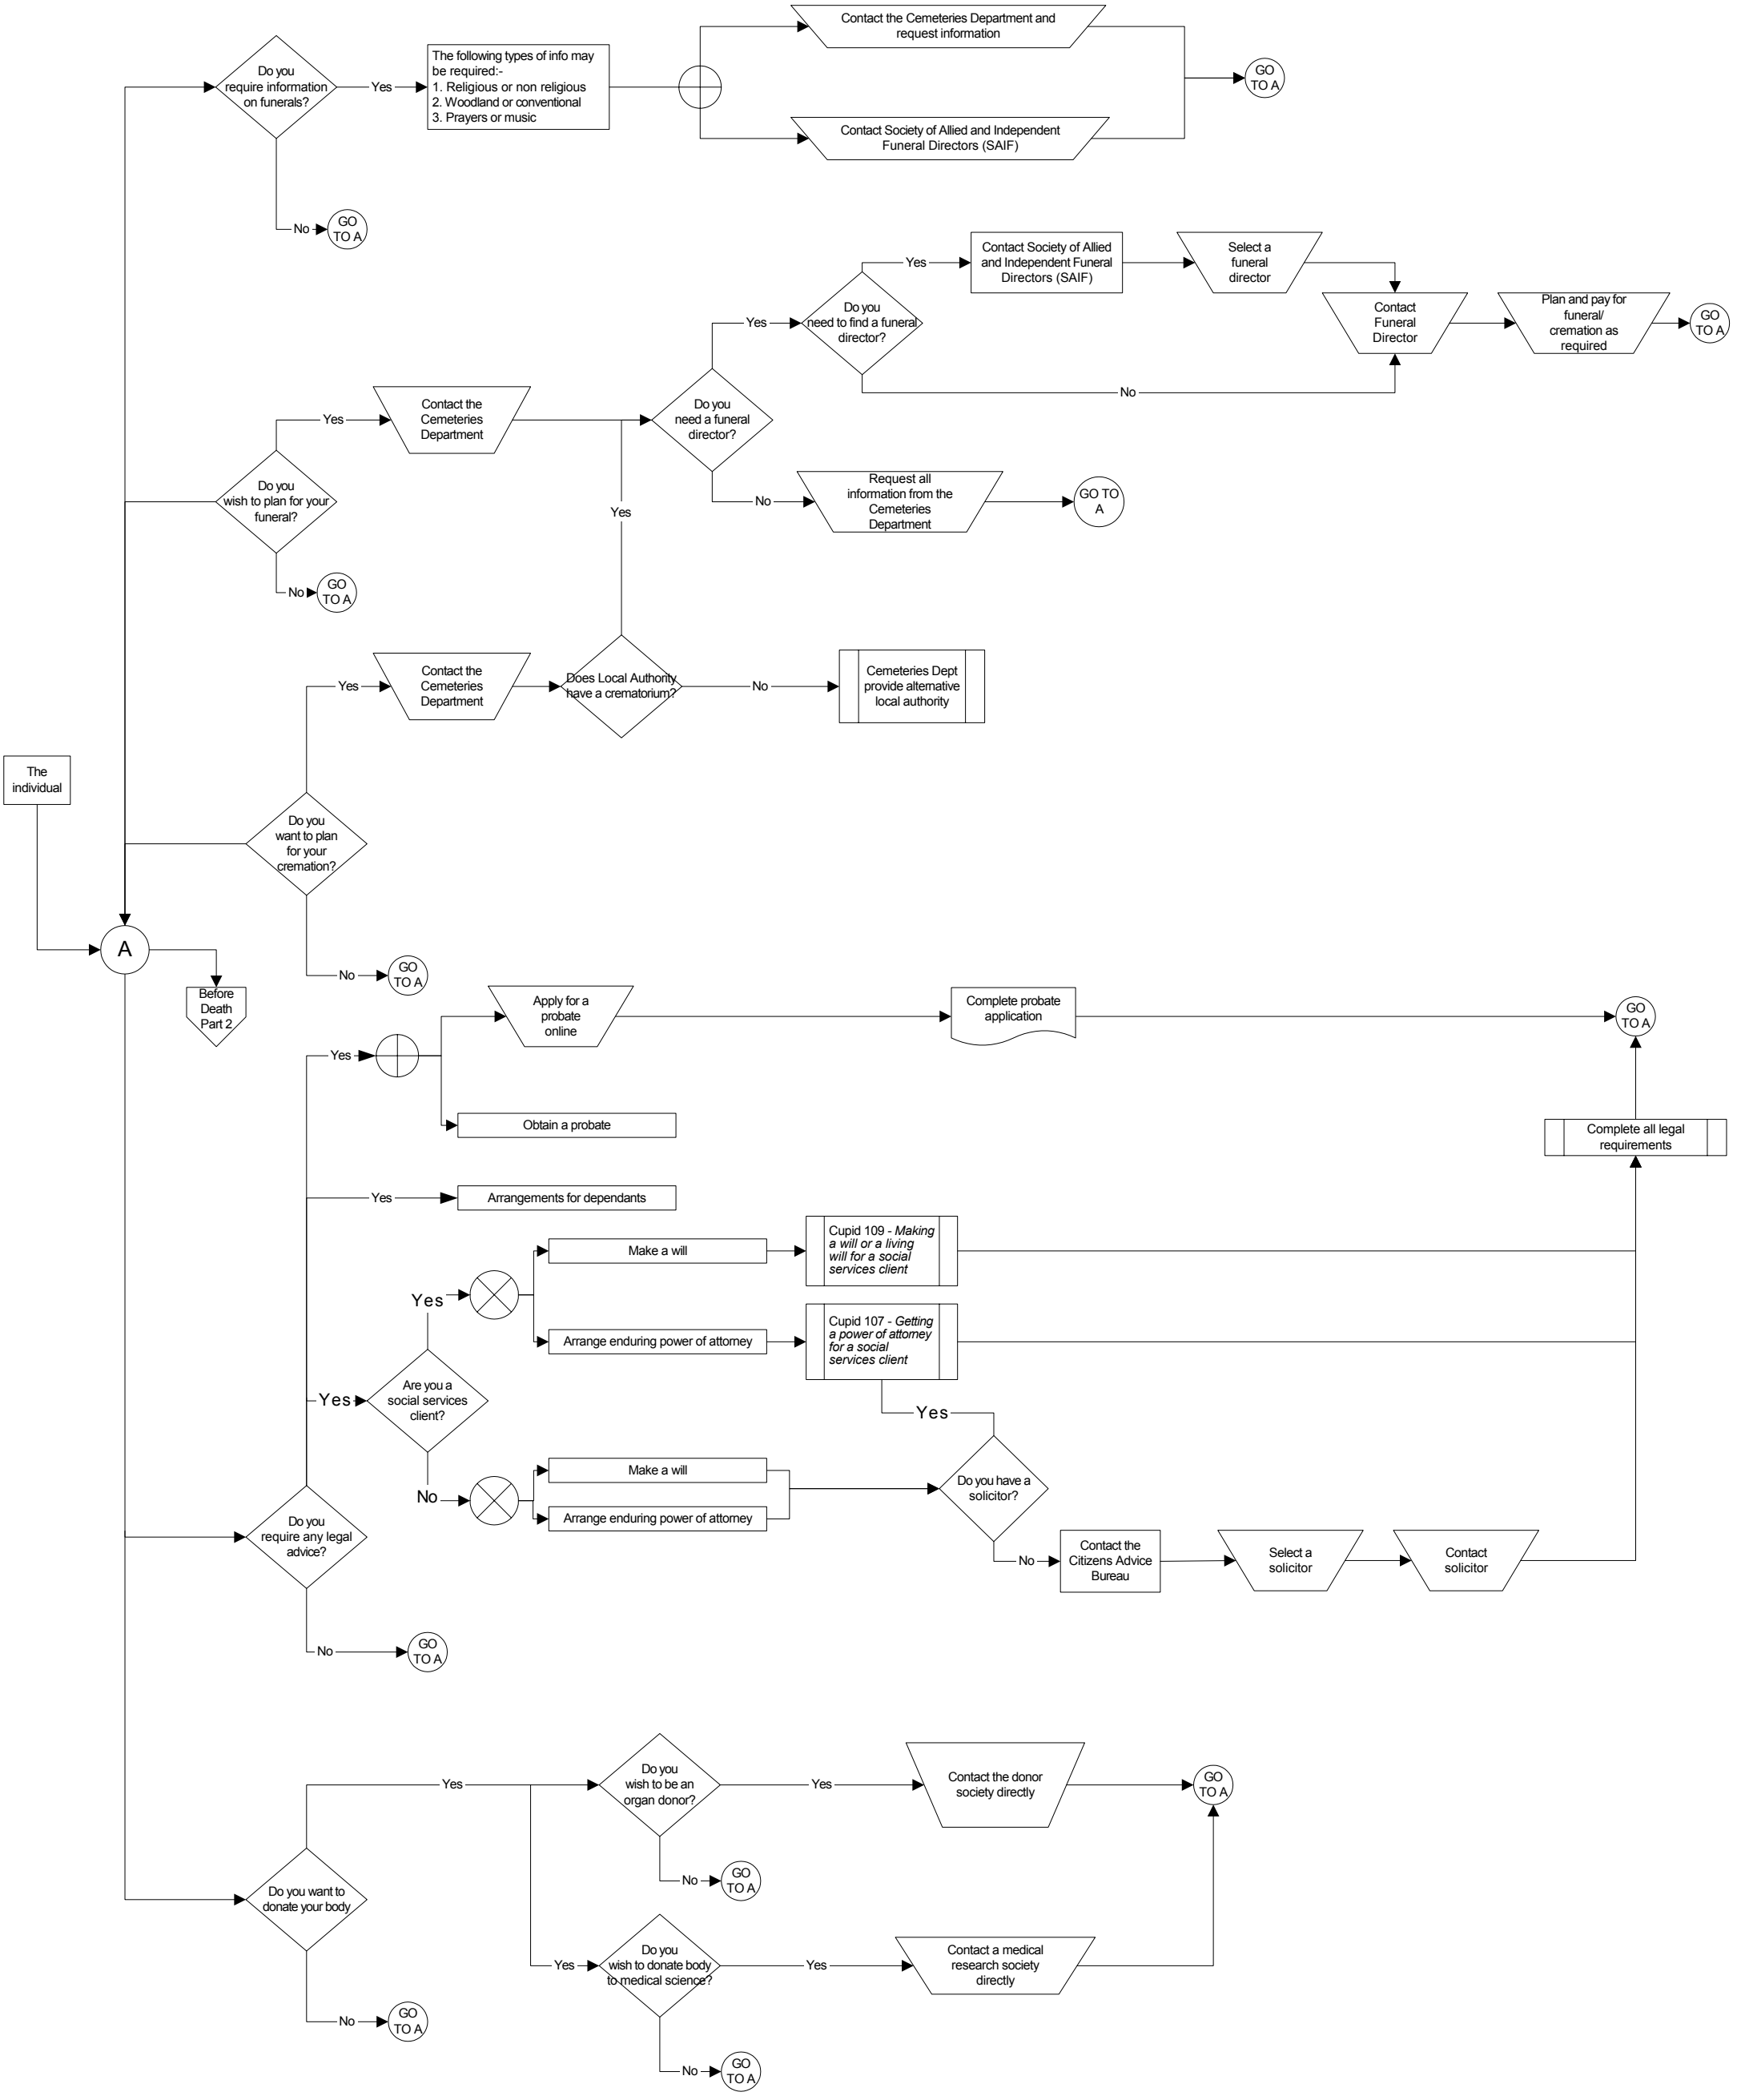 Contact the Cemeteries Department and
request information
Do you
require information
on funerals?
Yes
The following types of info may
be required:-
1. Religious or non religious
2. Woodland or conventional
3. Prayers or music
GO
TO A
Contact Society of Allied and Independent
Funeral Directors (SAIF)
No
GO
TO A
Yes
Contact Society of Allied
and Independent Funeral
Directors (SAIF)
Select a
funeral
director
Do you
need to find a funeral
director?
Yes
Contact
Funeral
Director
Plan and pay for
funeral/
cremation as
required
GO
TO A
No
Contact the
Cemeteries
Department
Yes
Do you
need a funeral
director?
Do you
wish to plan for your
funeral?
No
Request all
information from the
Cemeteries
Department
GO TO
A
Yes
No
GO
TO A
Yes
Contact the
Cemeteries
Department
Does Local Authority
have a crematorium?
No
Cemeteries Dept
provide alternative
local authority
The
individual
Do you
want to plan
for your
cremation?
A
No
GO
TO A
Before
Death
Part 2
Apply for a
probate
online
Complete probate
application
GO
TO A
Yes
Obtain a probate
Complete all legal
requirements
Yes
Arrangements for dependants
Make a will
Cupid 109 - Making
a will or a living
will for a social
services client
Yes
Arrange enduring power of attorney
Cupid 107 - Getting
a power of attorney
for a social
services client
Yes
Are you a
social services
client?
Yes
Make a will
Do you have a
solicitor?
No
Arrange enduring power of attorney
Do you
require any legal
advice?
No
Contact the
Citizens Advice
Bureau
Select a
solicitor
Contact
solicitor
No
GO
TO A
Yes
Do you
wish to be an
organ donor?
Yes
Contact the donor
society directly
GO
TO A
No
GO
TO A
Do you want to
donate your body
Yes
Do you
wish to donate body
to medical science?
Yes
Contact a medical
research society
directly
No
GO
TO A
No
GO
TO A